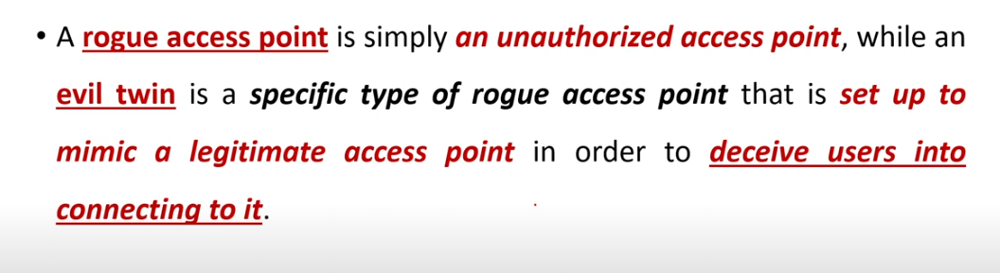 • A rogue access point is simply an unauthorized access point, while an
evil twin is a specific type of rogue access point that is set up to
mimic a legitimate access point in order to deceive users into
connecting to it.